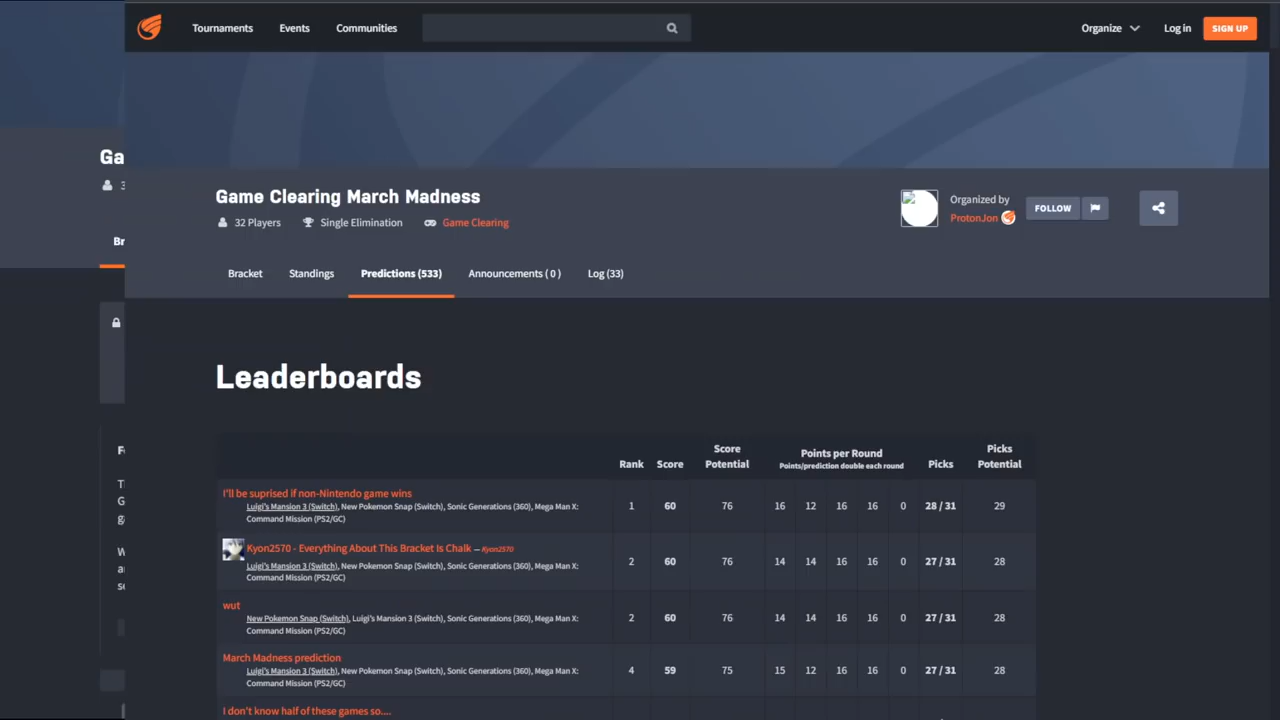 Tournaments Events Communities Organize Log in SIGN UP
Ga
Game Clearing March Madness
32 Players Single Elimination Game Clearing
Organized by
ProtonJon
FOLLOW
Br
Bracket Standings Predictions (533) Announcements ( 0 ) Log (33)
Leaderboards
Rank Score Score Potential Points per Round Picks Picks Potential
Points/prediction double each round
I'll be suprised if non-Nintendo game wins
Luigi's Mansion 3 (Switch), New Pokemon Snap (Switch), Sonic Generations (360), Mega Man X:
Command Mission (PS2/GC)
1 60 76 16 12 16 16 0 28 / 31 29
Kyon2570 - Everything About This Bracket Is Chalk — Kyon2570
Luigi's Mansion 3 (Switch), New Pokemon Snap (Switch), Sonic Generations (360), Mega Man X:
Command Mission (PS2/GC)
2 60 76 14 14 16 16 0 27 / 31 28
wut
New Pokemon Snap (Switch), Luigi's Mansion 3 (Switch), Sonic Generations (360), Mega Man X:
Command Mission (PS2/GC)
2 60 76 14 14 16 16 0 27 / 31 28
March Madness prediction
Luigi's Mansion 3 (Switch), New Pokemon Snap (Switch), Sonic Generations (360), Mega Man X:
Command Mission (PS2/GC)
4 59 75 15 12 16 16 0 27 / 31 28
I don't know half of these games so....